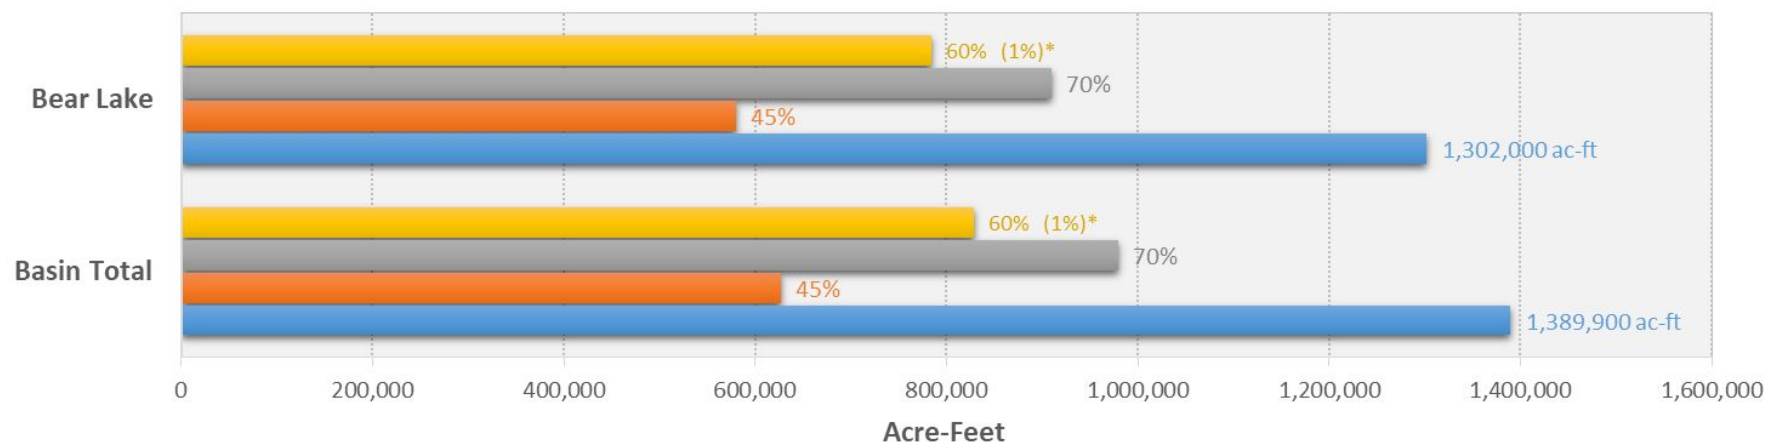 60% (1%)*
Bear Lake
70%
45%
1,302,000 ac-ft
60% (1%)*
Basin Total
70%
45%
1,389,900 ac-ft
0 200,000 400,000 600,000 800,000 1,000,000 1,200,000 1,400,000 1,600,000
Acre-Feet